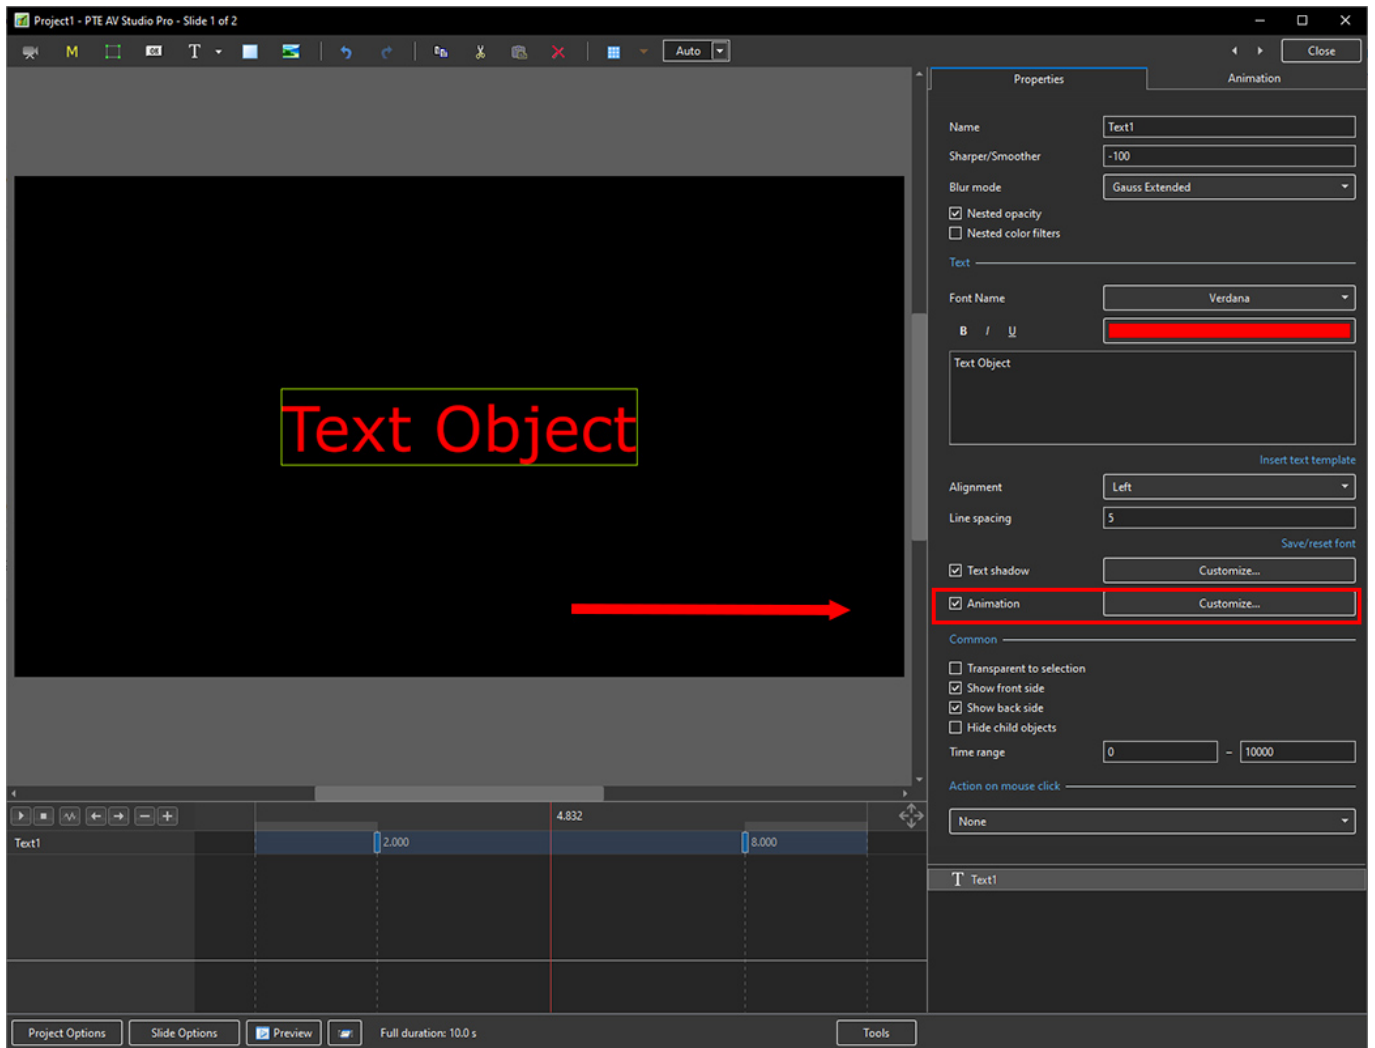 Project1 - PTE AV Studio Pro - Slide 1 of 2
M OK T Auto Close
Properties Animation
Name Text1
Sharper/Smoother -100
Blur mode Gauss Extended
Nested opacity
Nested color filters
Text
Font Name Verdana
B I U
Text Object
Text Object
Insert text template
Alignment Left
Line spacing 5
Save/reset font
Text shadow Customize...
Animation Customize...
Common
Transparent to selection
Show front side
Show back side
Hide child objects
Time range 0 - 10000
Action on mouse click
None
4.832
Text1 2.000 8.000
T Text1
Project Options Slide Options Preview Full duration: 10.0 s Tools